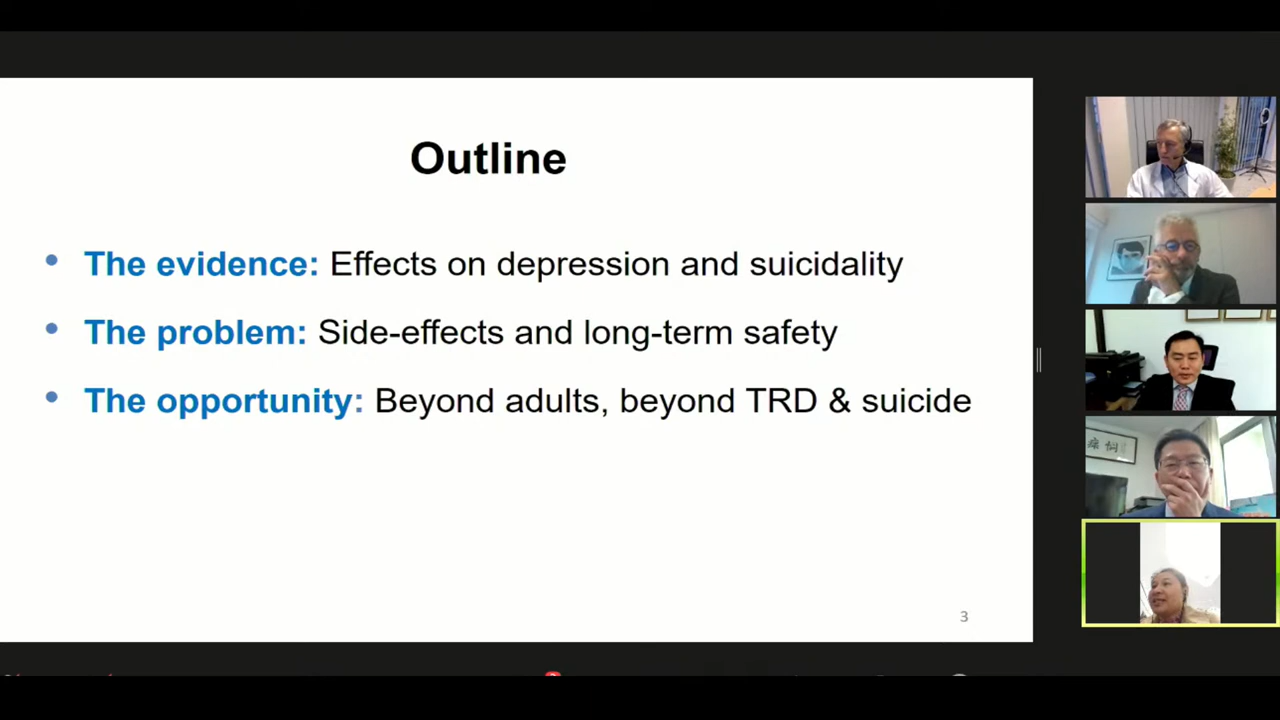 Outline
• The evidence: Effects on depression and suicidality
• The problem: Side-effects and long-term safety
• The opportunity: Beyond adults, beyond TRD & suicide
3